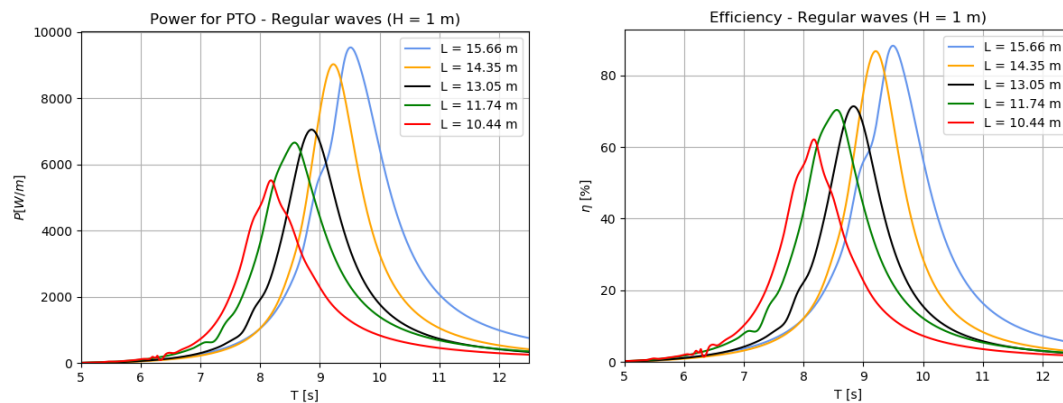 Power for PTO - Regular waves (H = 1 m)
10000
8000
6000
4000
2000
0
P[W/m]
L = 15.66 m
L = 14.35 m
L = 13.05 m
L = 11.74 m
L = 10.44 m
5 6 7 8 9 10 11 12
T [s]
Efficiency - Regular waves (H = 1 m)
80
60
40
20
0
η [%]
L = 15.66 m
L = 14.35 m
L = 13.05 m
L = 11.74 m
L = 10.44 m
5 6 7 8 9 10 11 12
T [s]